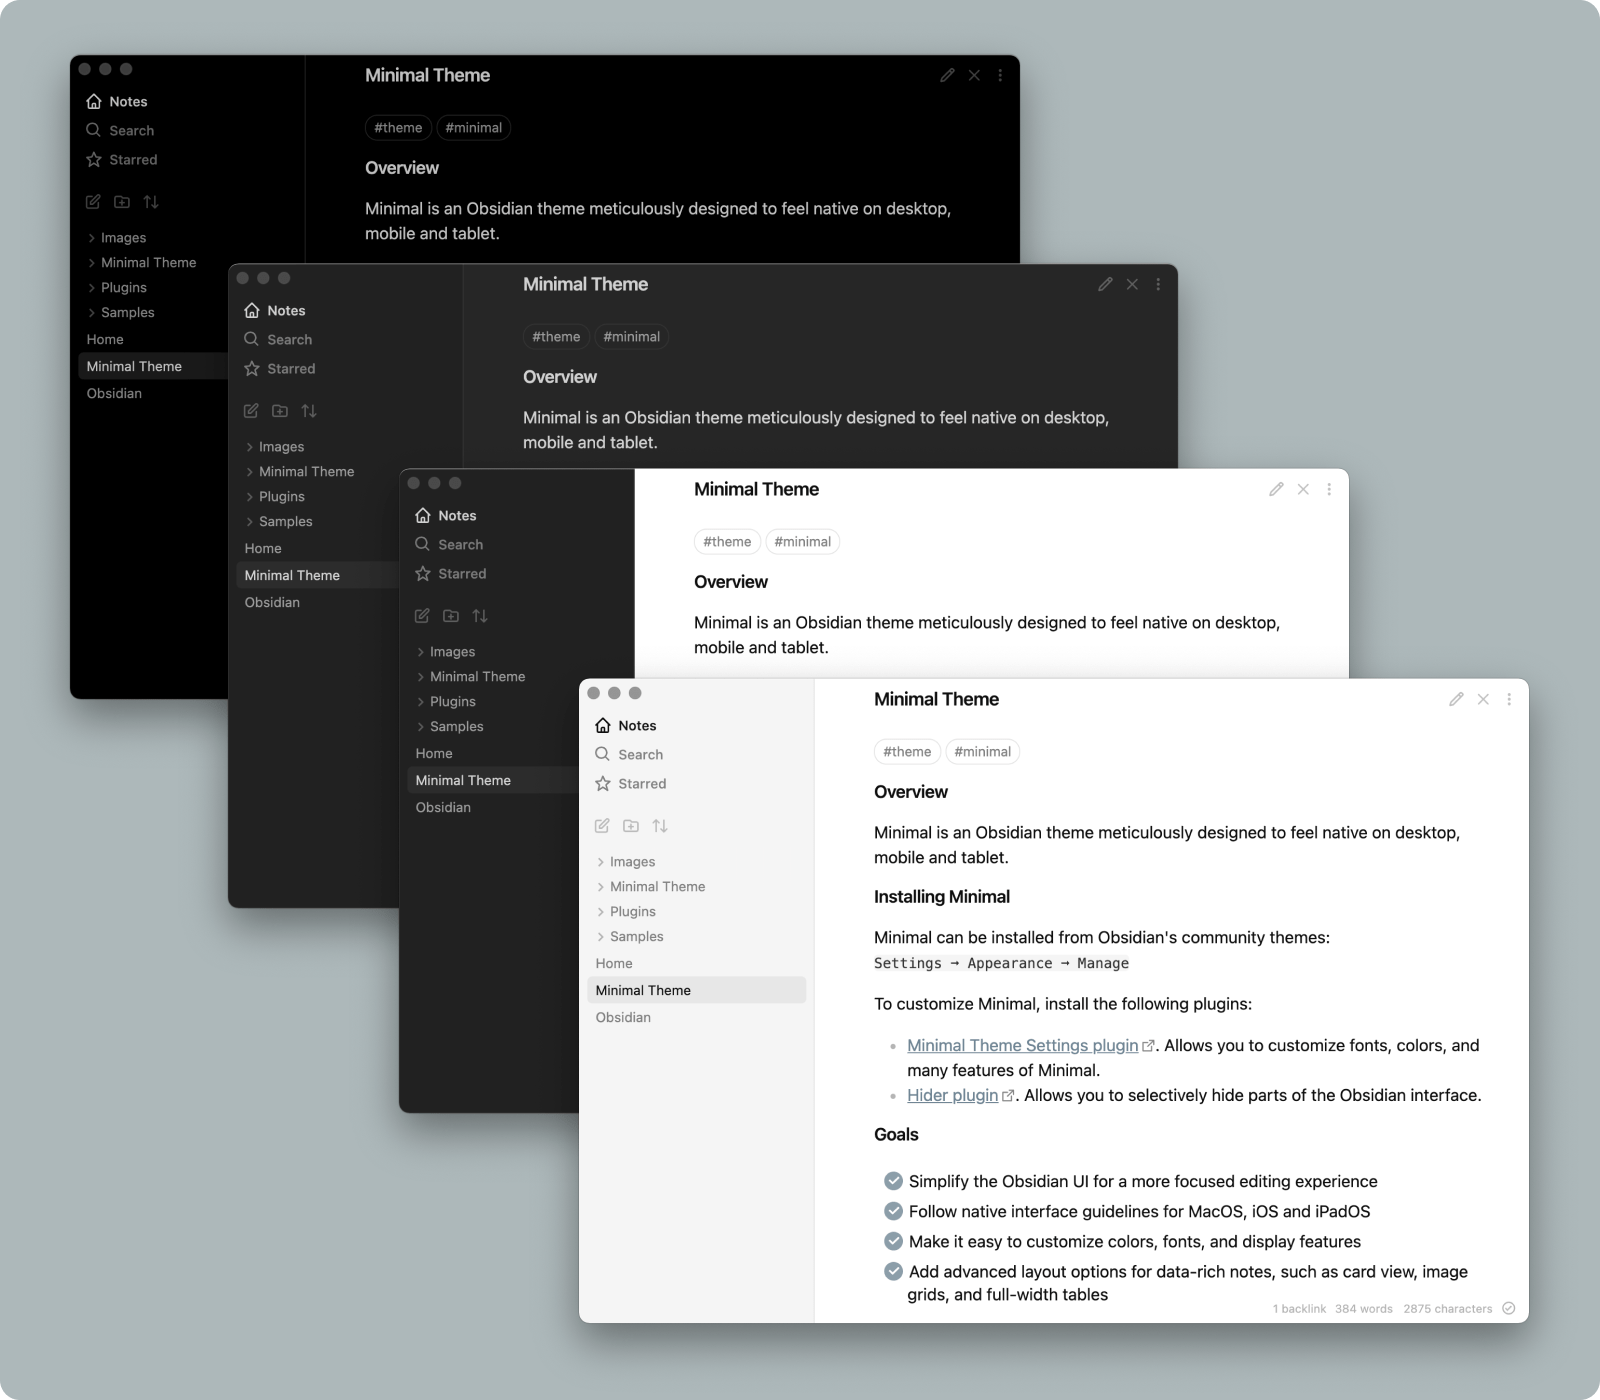 Minimal Theme
Notes
Search
Starred
#theme #minimal
Overview
Minimal is an Obsidian theme meticulously designed to feel native on desktop,
mobile and tablet.
Images
Minimal Theme
Plugins
Samples
Home
Minimal Theme
Obsidian
Minimal Theme
Notes
Search
Starred
#theme #minimal
Overview
Minimal is an Obsidian theme meticulously designed to feel native on desktop,
mobile and tablet.
Images
Minimal Theme
Plugins
Samples
Home
Minimal Theme
Obsidian
Minimal Theme
Notes
Search
Starred
#theme #minimal
Overview
Minimal is an Obsidian theme meticulously designed to feel native on desktop,
mobile and tablet.
Images
Minimal Theme
Plugins
Samples
Home
Minimal Theme
Obsidian
Notes
Search
Starred
Images
Minimal Theme
Plugins
Samples
Home
Minimal Theme
Obsidian
Minimal Theme
#theme #minimal
Overview
Minimal is an Obsidian theme meticulously designed to feel native on desktop,
mobile and tablet.
Installing Minimal
Minimal can be installed from Obsidian's community themes:
Settings → Appearance → Manage
To customize Minimal, install the following plugins:
• Minimal Theme Settings plugin. Allows you to customize fonts, colors, and
many features of Minimal.
• Hider plugin. Allows you to selectively hide parts of the Obsidian interface.
Goals
Simplify the Obsidian UI for a more focused editing experience
Follow native interface guidelines for MacOS, iOS and iPadOS
Make it easy to customize colors, fonts, and display features
Add advanced layout options for data-rich notes, such as card view, image
grids, and full-width tables
1 backlink 384 words 2875 characters